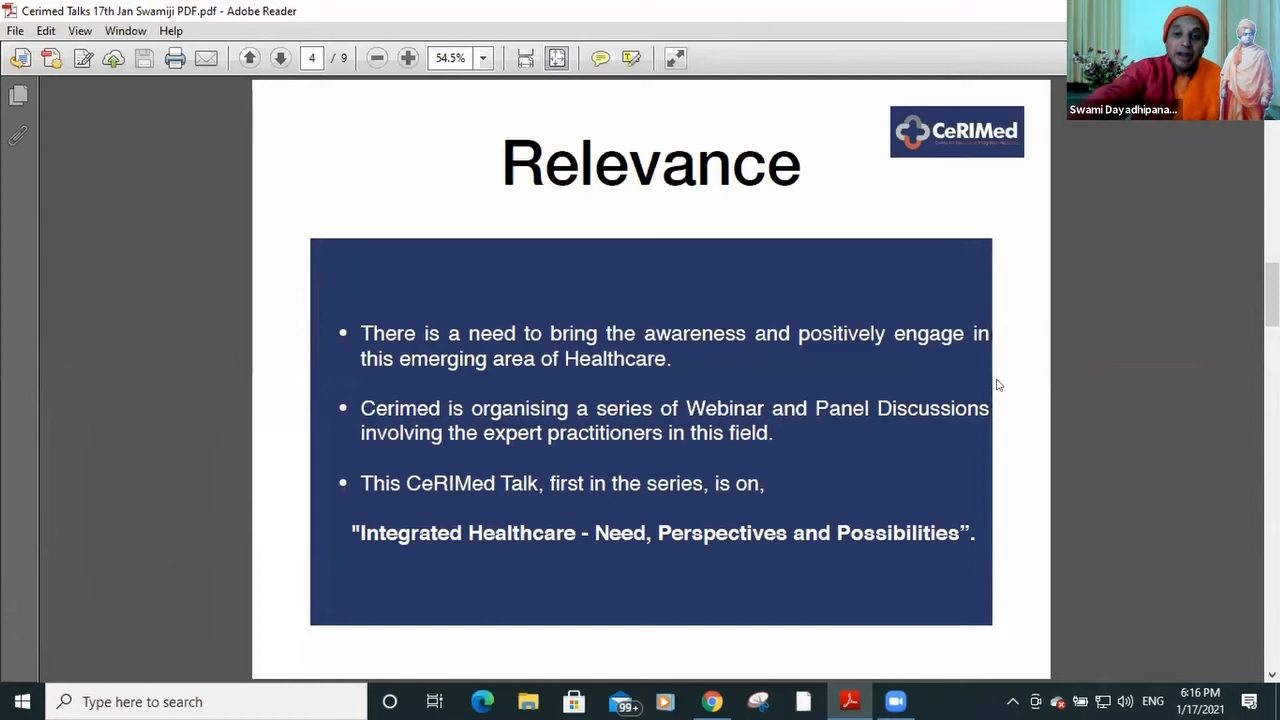 Cerimed Talks 17th Jan Swamiji PDF.pdf - Adobe Reader
File Edit View Window Help
4 / 9 54.5%
Swami Dayadhipana...
CeRIMed
Relevance
• There is a need to bring the awareness and positively engage in
this emerging area of Healthcare.
• Cerimed is organising a series of Webinar and Panel Discussions
involving the expert practitioners in this field.
• This CeRIMed Talk, first in the series, is on,
"Integrated Healthcare - Need, Perspectives and Possibilities”.
Type here to search
99+
ENG
6:16 PM
1/17/2021